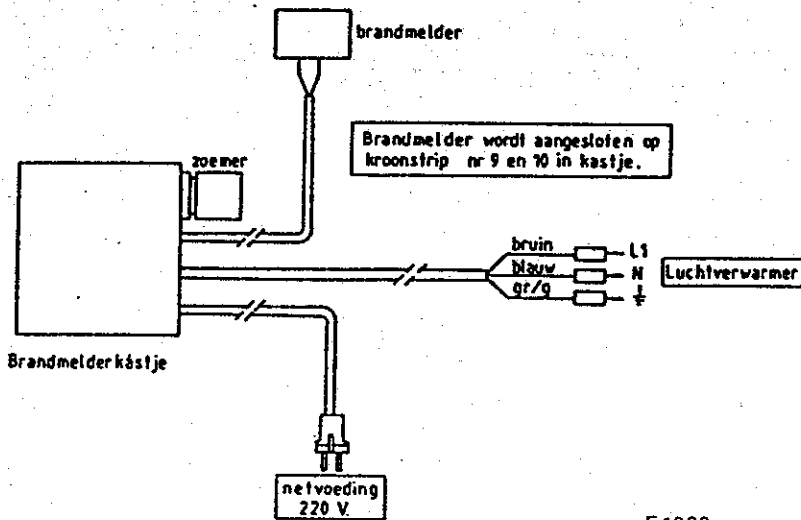 brandmelder
zoemer
Brandmelder wordt aangesloten op
kroonstrip nr 9 en 10 in kastje.
bruin
L1
blauw
N
gr/g
Luchtverwarmer
Brandmelderkástje
netvoeding
220 V.